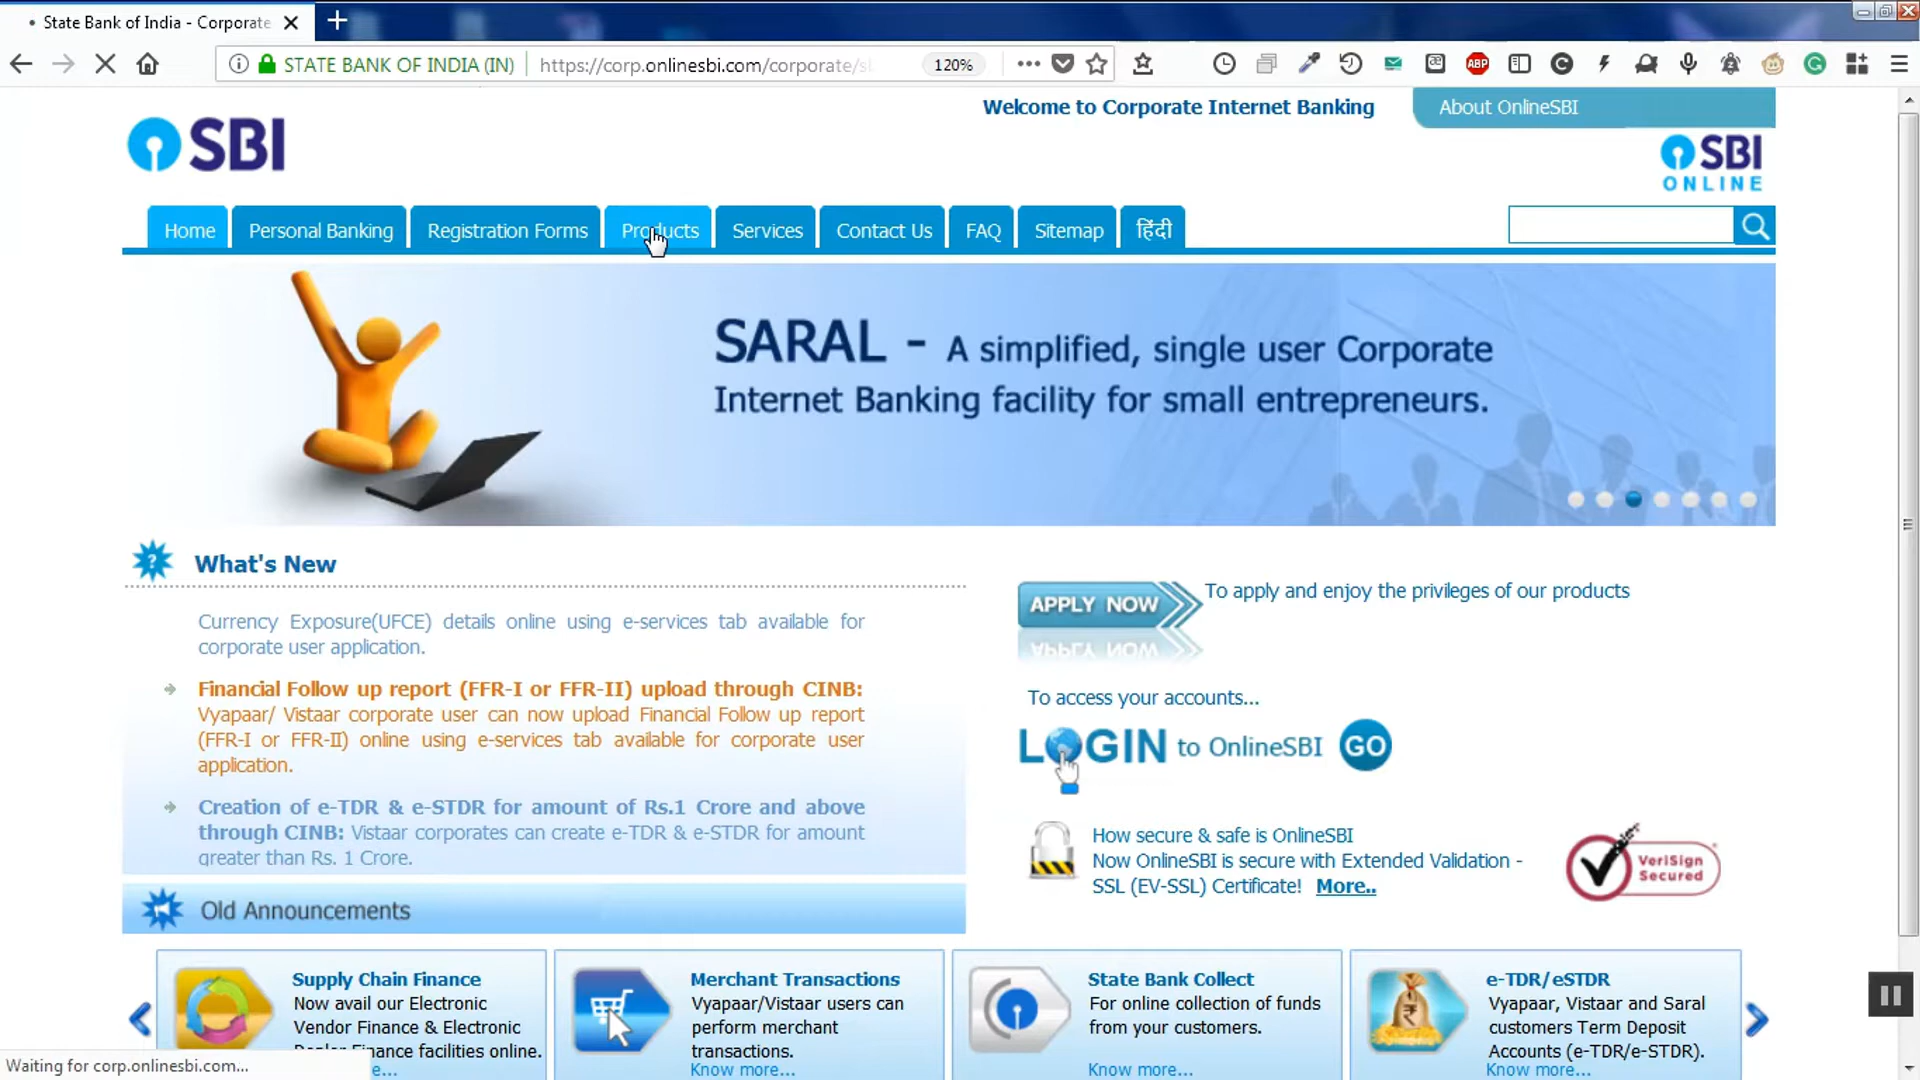 State Bank of India - Corporate
STATE BANK OF INDIA (IN)
https://corp.onlinesbi.com/corporate/s
120%
ABP
Welcome to Corporate Internet Banking
About OnlineSBI
SBI
SBI
ONLINE
Home
Personal Banking
Registration Forms
Products
Services
Contact Us
FAQ
Sitemap
हिंदी
SARAL - A simplified, single user Corporate
Internet Banking facility for small entrepreneurs.
What's New
Currency Exposure(UFCE) details online using e-services tab available for
corporate user application.
Financial Follow up report (FFR-I or FFR-II) upload through CINB:
Vyapaar/ Vistaar corporate user can now upload Financial Follow up report
(FFR-I or FFR-II) online using e-services tab available for corporate user
application.
Creation of e-TDR & e-STDR for amount of Rs.1 Crore and above
through CINB: Vistaar corporates can create e-TDR & e-STDR for amount
greater than Rs. 1 Crore.
Old Announcements
APPLY NOW
To apply and enjoy the privileges of our products
To access your accounts...
LOGIN to OnlineSBI GO
How secure & safe is OnlineSBI
Now OnlineSBI is secure with Extended Validation -
SSL (EV-SSL) Certificate! More..
VeriSign
Secured
Supply Chain Finance
Now avail our Electronic
Vendor Finance & Electronic
Dealer Finance facilities online.
e...
Merchant Transactions
Vyapaar/Vistaar users can
perform merchant
transactions.
Know more...
State Bank Collect
For online collection of funds
from your customers.
Know more...
e-TDR/eSTDR
Vyapaar, Vistaar and Saral
customers Term Deposit
Accounts (e-TDR/e-STDR).
Know more...
Waiting for corp.onlinesbi.com...